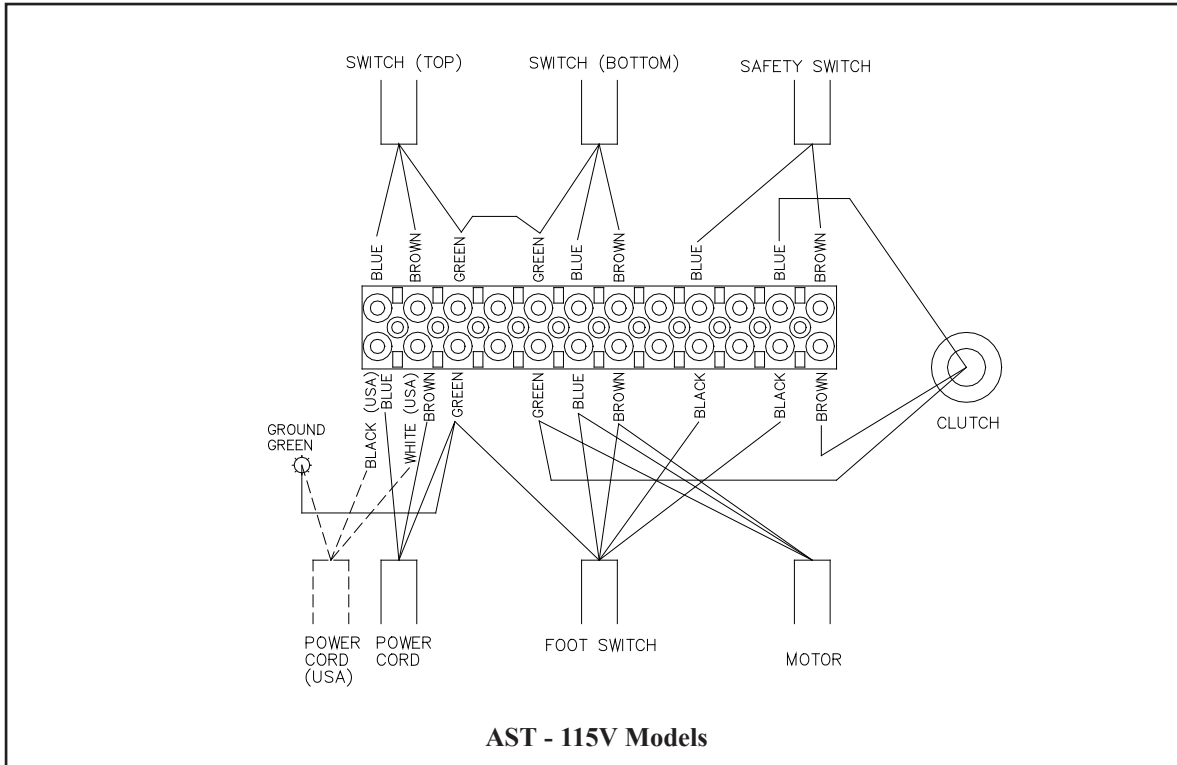 SWITCH (TOP)
SWITCH (BOTTOM)
SAFETY SWITCH
BLUE
BROWN
GREEN
GREEN
BLUE
BROWN
BLUE
BLUE
BROWN
BLACK (USA)
BLUE
WHITE (USA)
BROWN
GREEN
GREEN
BLUE
BROWN
BLACK
BLACK
BROWN
CLUTCH
GROUND
GREEN
POWER
CORD
(USA)
POWER
CORD
FOOT SWITCH
MOTOR
AST - 115V Models